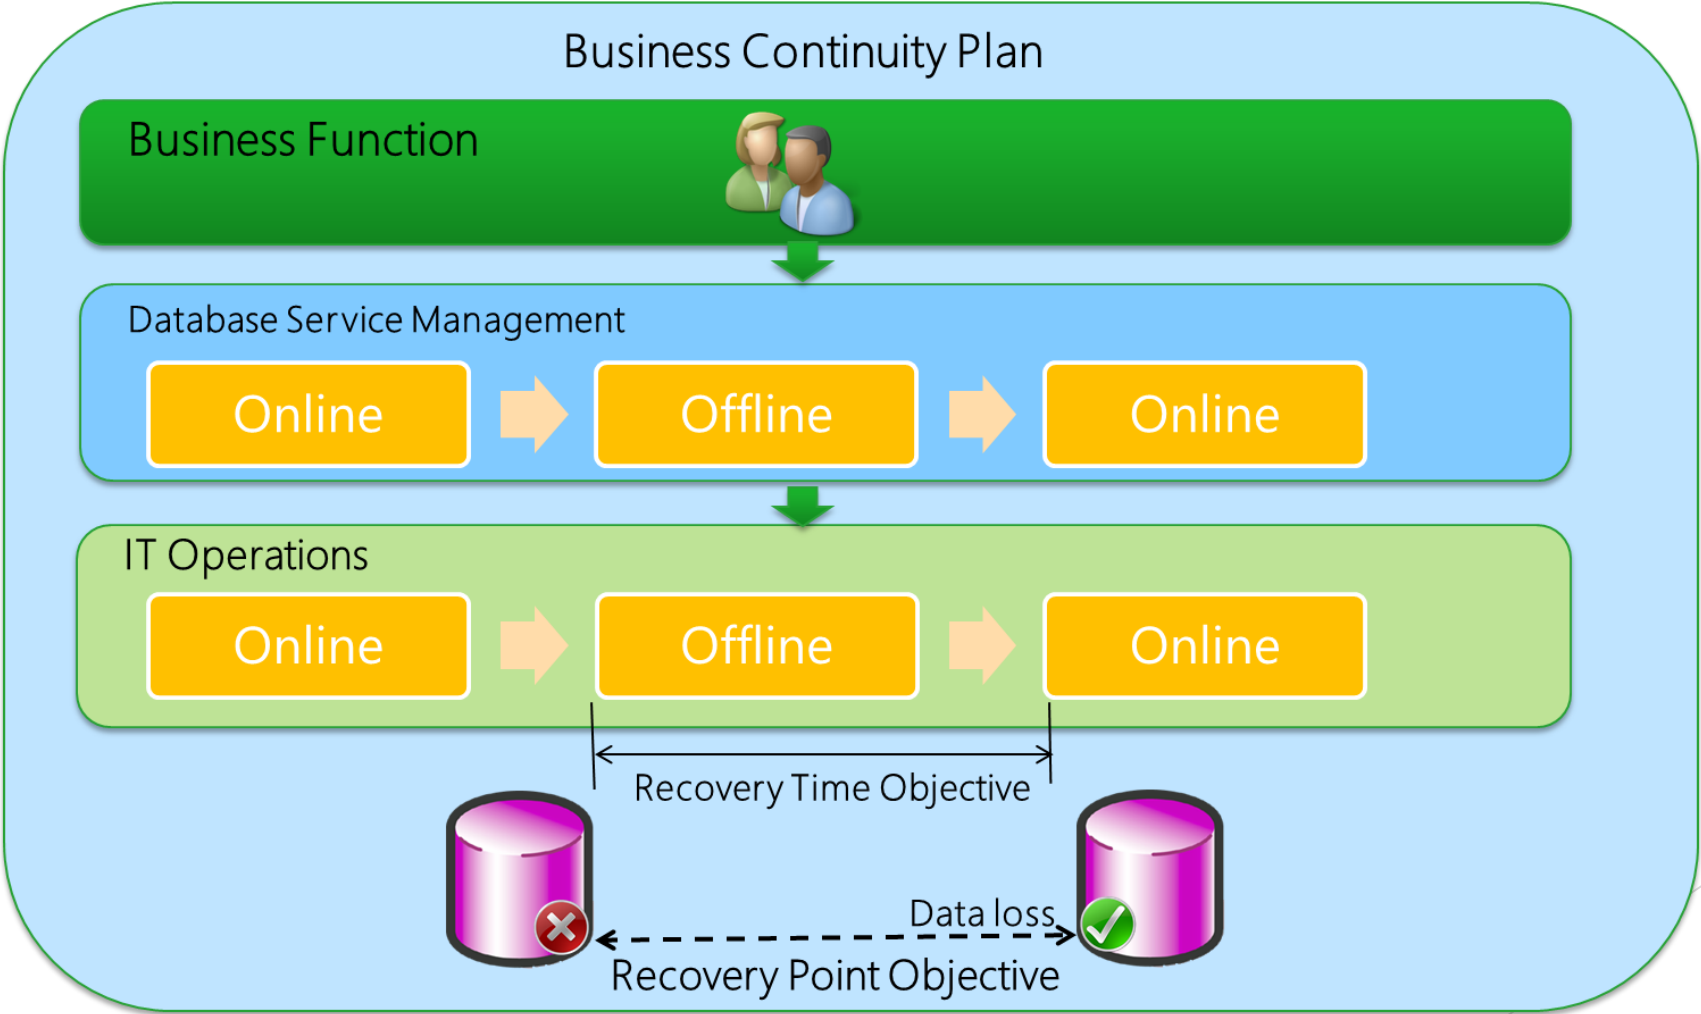 Business Continuity Plan
Business Function
Database Service Management
Online
Offline
Online
IT Operations
Online
Offline
Online
Recovery Time Objective
Data loss
Recovery Point Objective